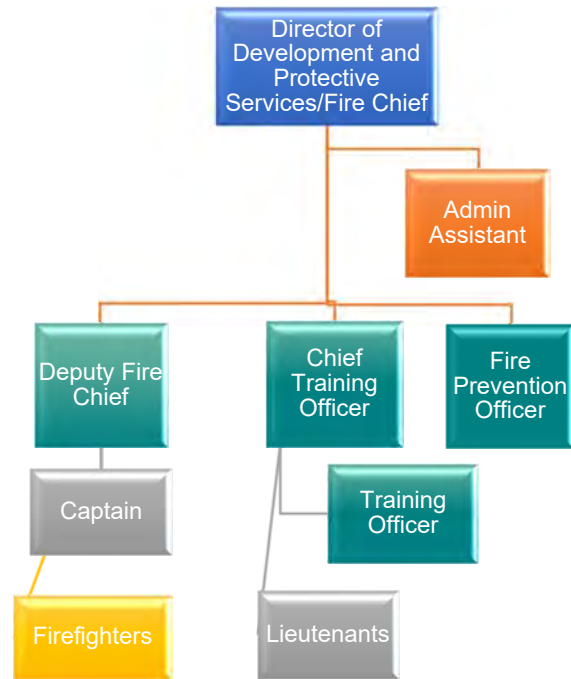 Director of
Development and
Protective
Services/Fire Chief
Admin
Assistant
Deputy Fire
Chief
Chief
Training
Officer
Fire
Prevention
Officer
Captain
Training
Officer
Firefighters
Lieutenants